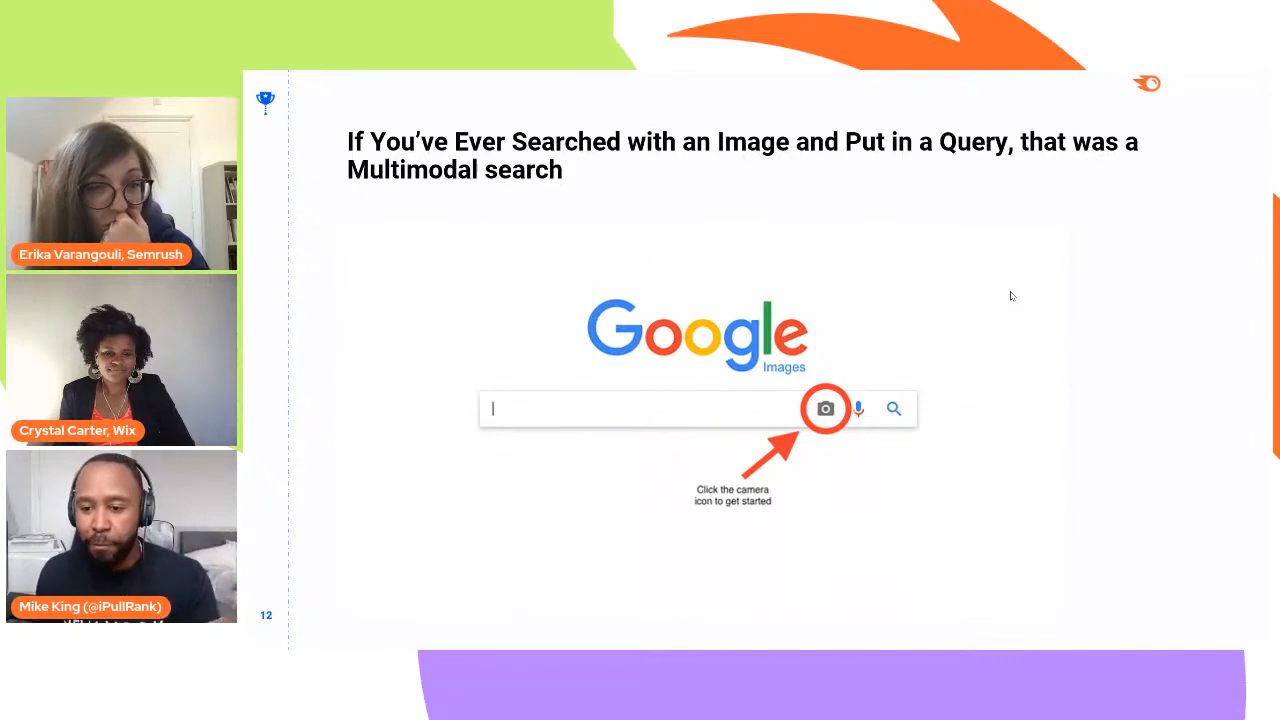 If You've Ever Searched with an Image and Put in a Query, that was a
Multimodal search
Google
Images
Click the camera
icon to get started
12
Erika Varangouli, Semrush
Crystal Carter, Wix
Mike King (@iPullRank)